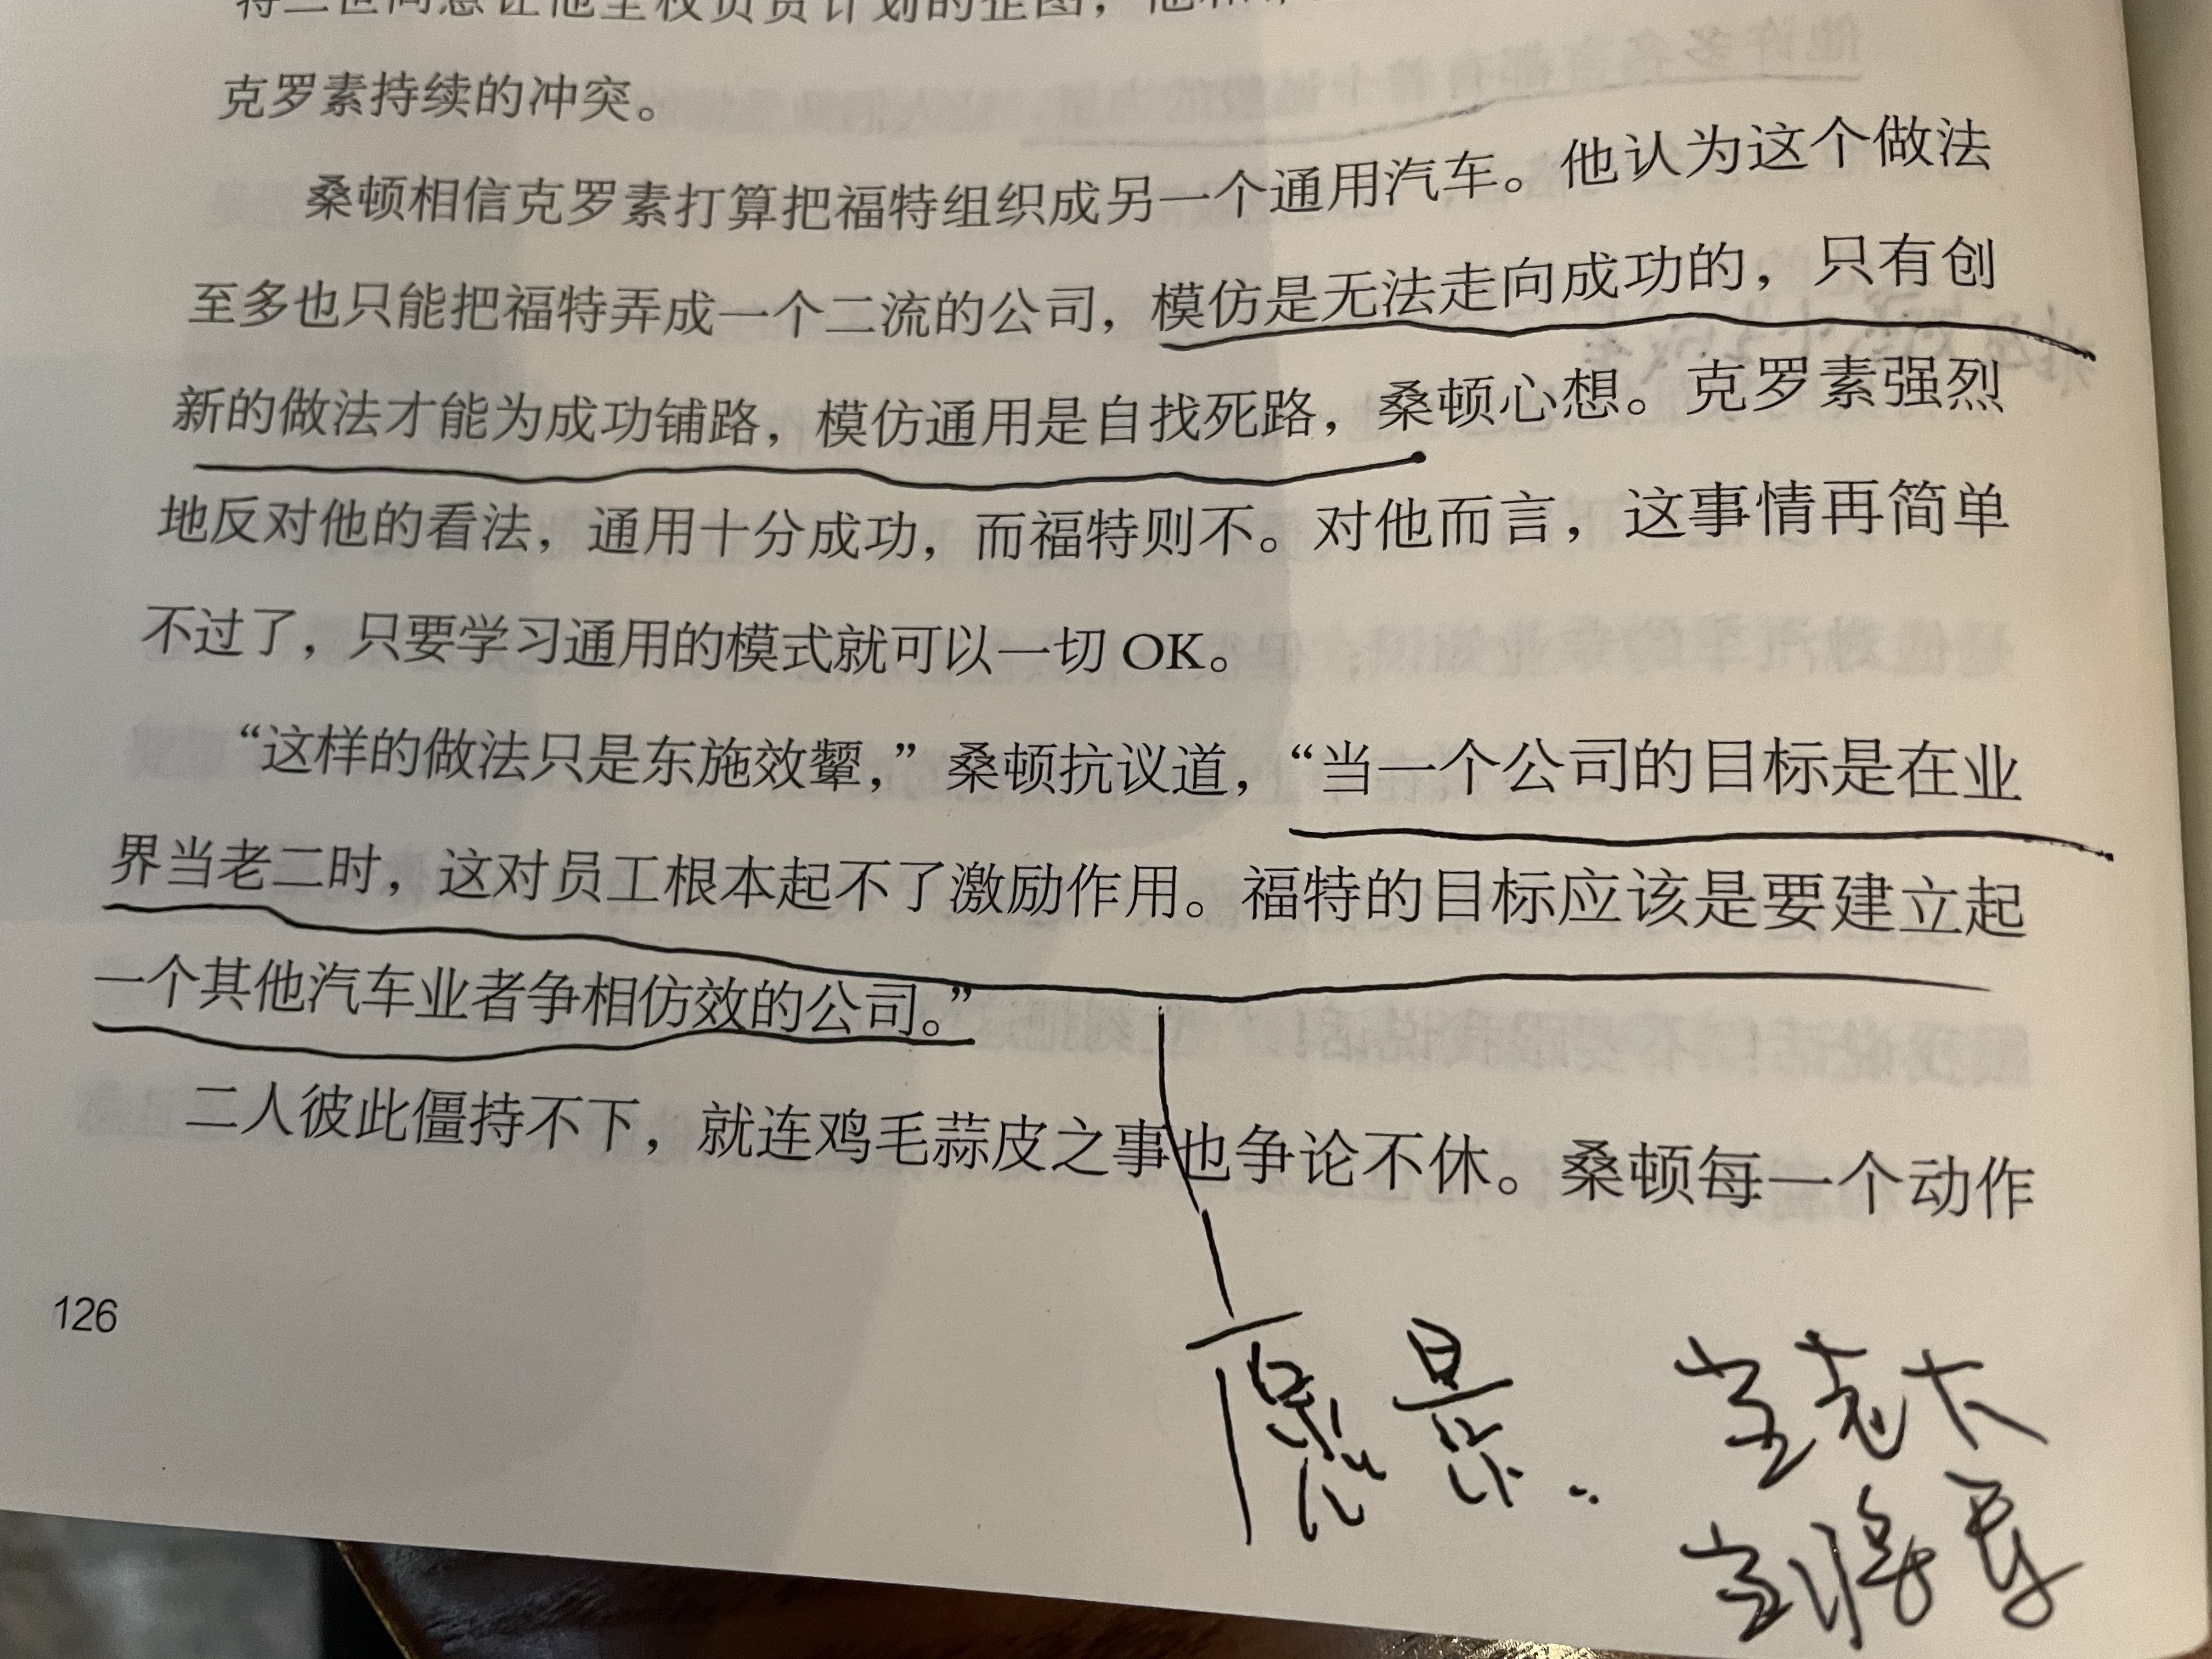 克罗素持续的冲突。
桑顿相信克罗素打算把福特组织成另一个通用汽车。他认为这个做法
至多也只能把福特弄成一个二流的公司，模仿是无法走向成功的，只有创
新的做法才能为成功铺路，模仿通用是自找死路，桑顿心想。克罗素强烈
地反对他的看法，通用十分成功，而福特则不。对他而言，这事情再简单
不过了，只要学习通用的模式就可以一切 OK。
“这样的做法只是东施效颦，”桑顿抗议道，“当一个公司的目标是在业
界当老二时，这对员工根本起不了激励作用。福特的目标应该是要建立起
一个其他汽车业者争相仿效的公司。”
二人彼此僵持不下，就连鸡毛蒜皮之事也争论不休。桑顿每一个动作
126
愿景. 当老大
当将